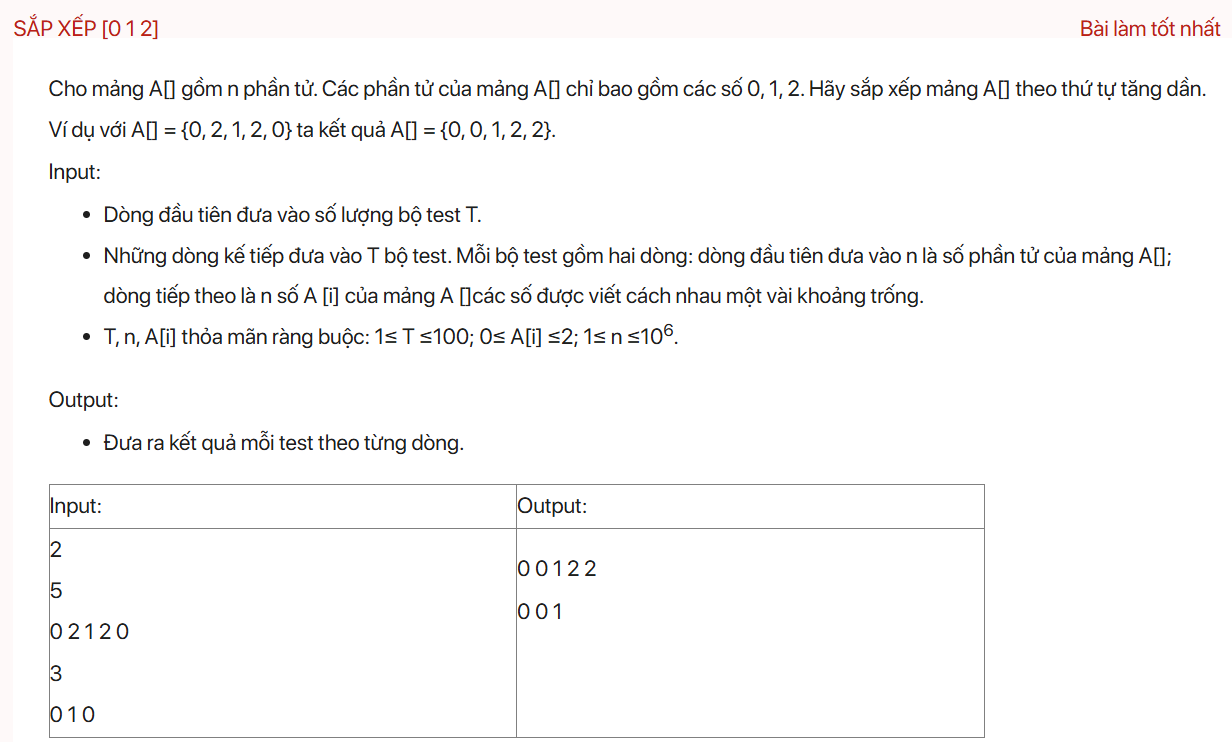 SẮP XẾP [0 1 2]
Bài làm tốt nhất
Cho mảng A[] gồm n phần tử. Các phần tử của mảng A[] chỉ bao gồm các số 0, 1, 2. Hãy sắp xếp mảng A[] theo thứ tự tăng dần.
Ví dụ với A[] = {0, 2, 1, 2, 0} ta kết quả A[] = {0, 0, 1, 2, 2}.
Input:
• Dòng đầu tiên đưa vào số lượng bộ test T.
• Những dòng kế tiếp đưa vào T bộ test. Mỗi bộ test gồm hai dòng: dòng đầu tiên đưa vào n là số phần tử của mảng A[];
dòng tiếp theo là n số A [i] của mảng A []các số được viết cách nhau một vài khoảng trống.
• T, n, A[i] thỏa mãn ràng buộc: 1≤ T ≤100; 0≤ A[i] ≤2; 1≤ n ≤10⁶.
Output:
• Đưa ra kết quả mỗi test theo từng dòng.
Input:
2
5
0 2 1 2 0
3
0 1 0
Output:
0 0 1 2 2
0 0 1